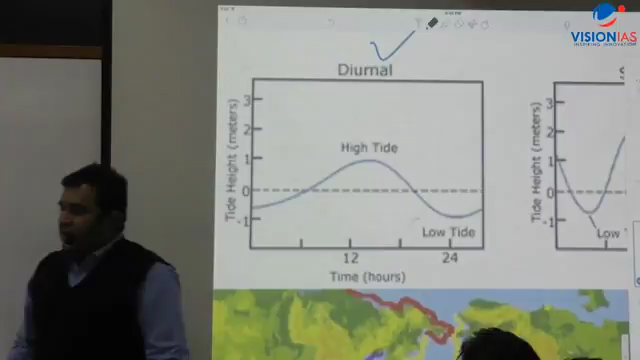 VISIONIAS
INSPIRING INNOVATION
Diurnal
Tide Height (meters)
3
2
1
0
-1
High Tide
Low Tide
12
24
Time (hours)
Tide Height (meters)
3
2
1
0
-1
Low